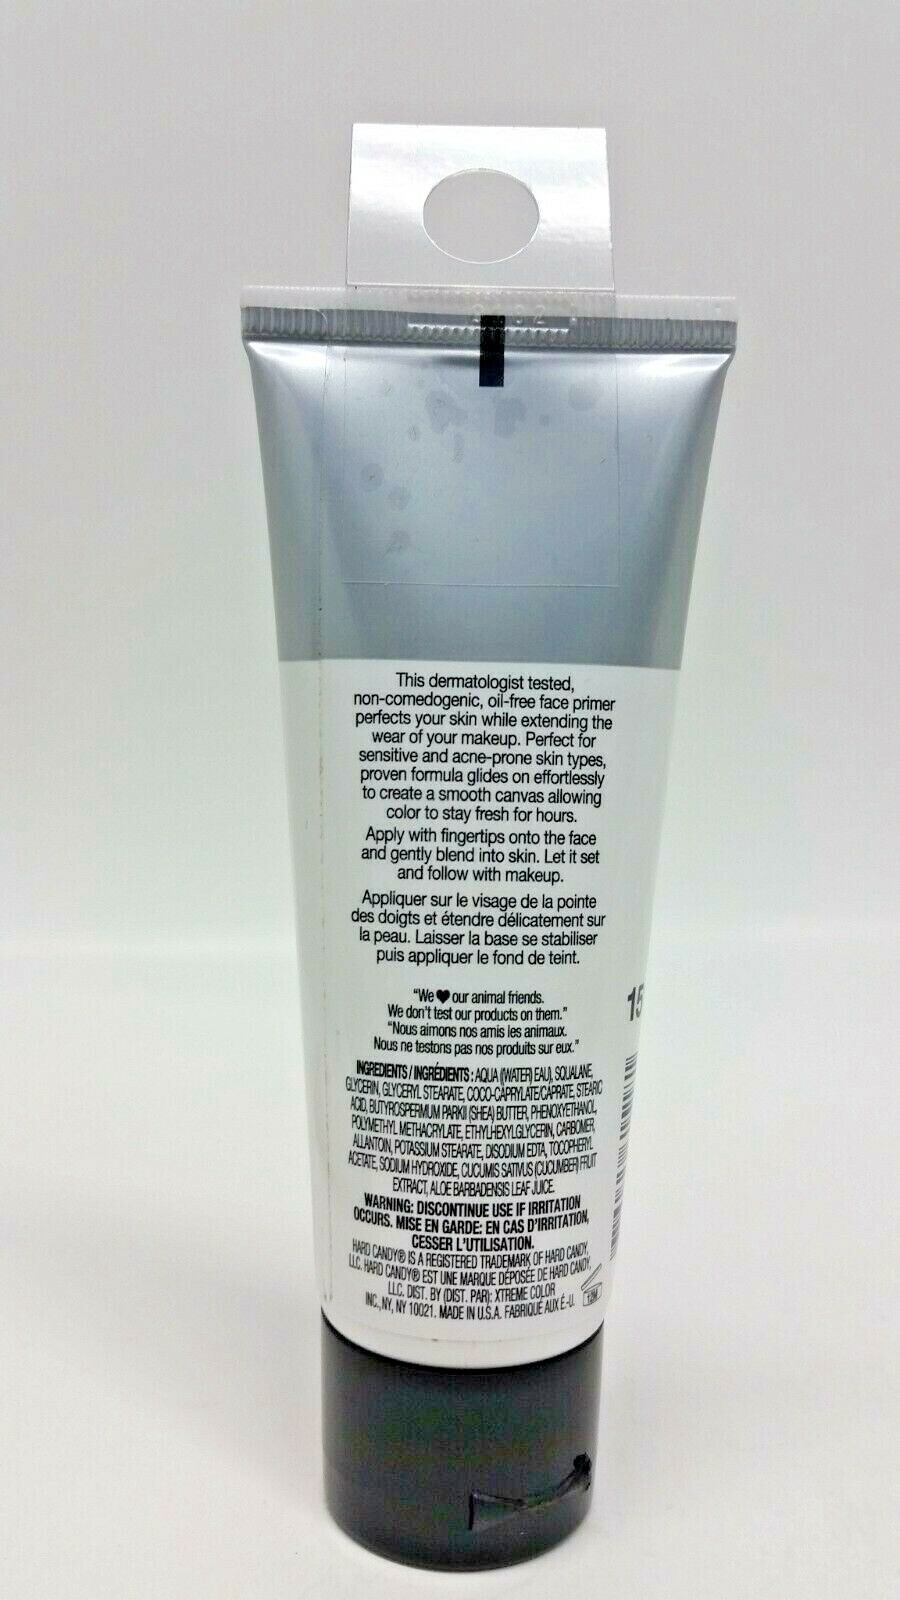 This dermatologist tested,
non-comedogenic, oil-free face primer
perfects your skin while extending the
wear of your makeup. Perfect for
sensitive and acne-prone skin types,
proven formula glides on effortlessly
to create a smooth canvas allowing
color to stay fresh for hours.
Apply with fingertips onto the face
and gently blend into skin. Let it set
and follow with makeup.
Appliquer sur le visage de la pointe
des doigts et étendre délicatement sur
la peau. Laisser la base se stabiliser
puis appliquer le fond de teint.
"We ♥ our animal friends.
We don't test our products on them."
"Nous aimons nos amis les animaux.
Nous ne testons pas nos produits sur eux."
INGREDIENTS / INGRÉDIENTS : AQUA (WATER) EAU), SQUALANE,
GLYCERIN, GLYCERYL STEARATE, COCO-CAPRYLATE/CAPRATE, STEARIC
ACID, BUTYROSPERMUM PARKII (SHEA) BUTTER, PHENOXYETHANOL,
POLYMETHYL METHACRYLATE, ETHYLHEXYLGLYCERIN, CARBOMER,
ALLANTOIN, POTASSIUM STEARATE, DISODIUM EDTA, TOCOPHERYL
ACETATE, SODIUM HYDROXIDE, CUCUMIS SATIVUS (CUCUMBER) FRUIT
EXTRACT, ALOE BARBADENSIS LEAF JUICE.
WARNING: DISCONTINUE USE IF IRRITATION
OCCURS. MISE EN GARDE: EN CAS D'IRRITATION,
CESSER L'UTILISATION.
HARD CANDY® IS A REGISTERED TRADEMARK OF HARD CANDY,
LLC. HARD CANDY® EST UNE MARQUE DÉPOSÉE DE HARD CANDY,
LLC. DIST. BY (DIST. PAR): XTREME COLOR
INC., NY, NY 10021. MADE IN U.S.A. FABRIQUÉ AUX É.-U.
12M
15